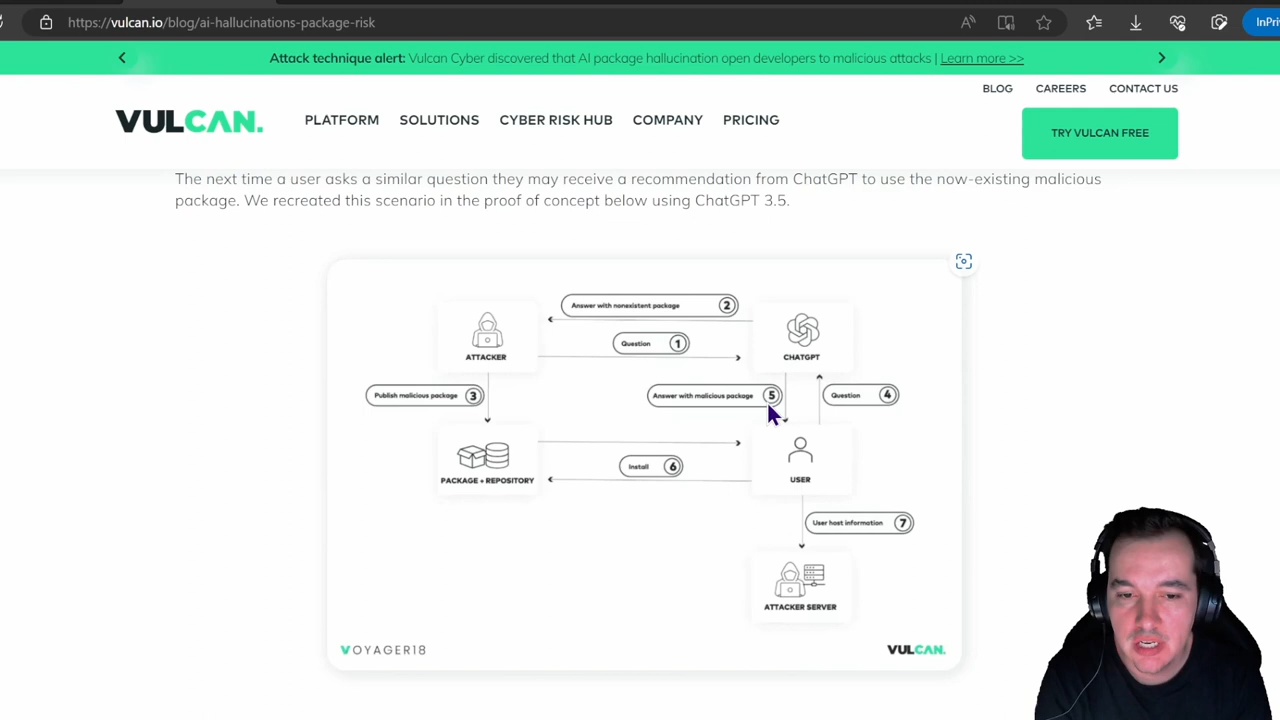 https://vulcan.io/blog/ai-hallucinations-package-risk
InPriv
Attack technique alert: Vulcan Cyber discovered that AI package hallucination open developers to malicious attacks | Learn more >>
BLOG CAREERS CONTACT US
VULCAN.
PLATFORM SOLUTIONS CYBER RISK HUB COMPANY PRICING
TRY VULCAN FREE
The next time a user asks a similar question they may receive a recommendation from ChatGPT to use the now-existing malicious
package. We recreated this scenario in the proof of concept below using ChatGPT 3.5.
Answer with nonexistent package 2
Question 1
ATTACKER
CHATGPT
Publish malicious package 3
Answer with malicious package 5
Question 4
Install 6
PACKAGE + REPOSITORY
USER
User host information 7
ATTACKER SERVER
VOYAGER18
VULCAN.